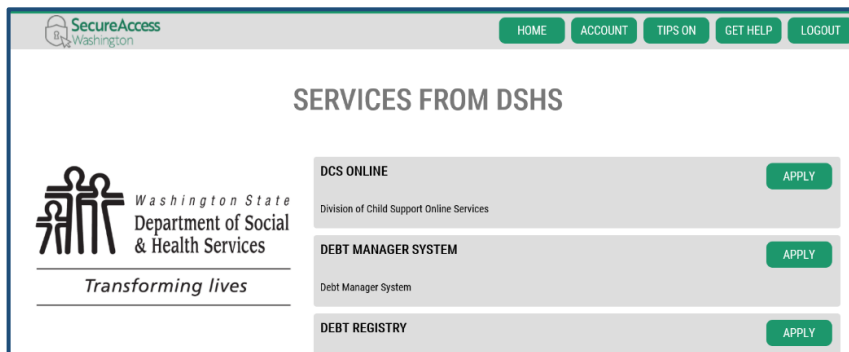 SecureAccess
Washington
HOME
ACCOUNT
TIPS ON
GET HELP
LOGOUT
SERVICES FROM DSHS
Washington State
Department of Social
& Health Services
Transforming lives
DCS ONLINE
APPLY
Division of Child Support Online Services
DEBT MANAGER SYSTEM
APPLY
Debt Manager System
DEBT REGISTRY
APPLY